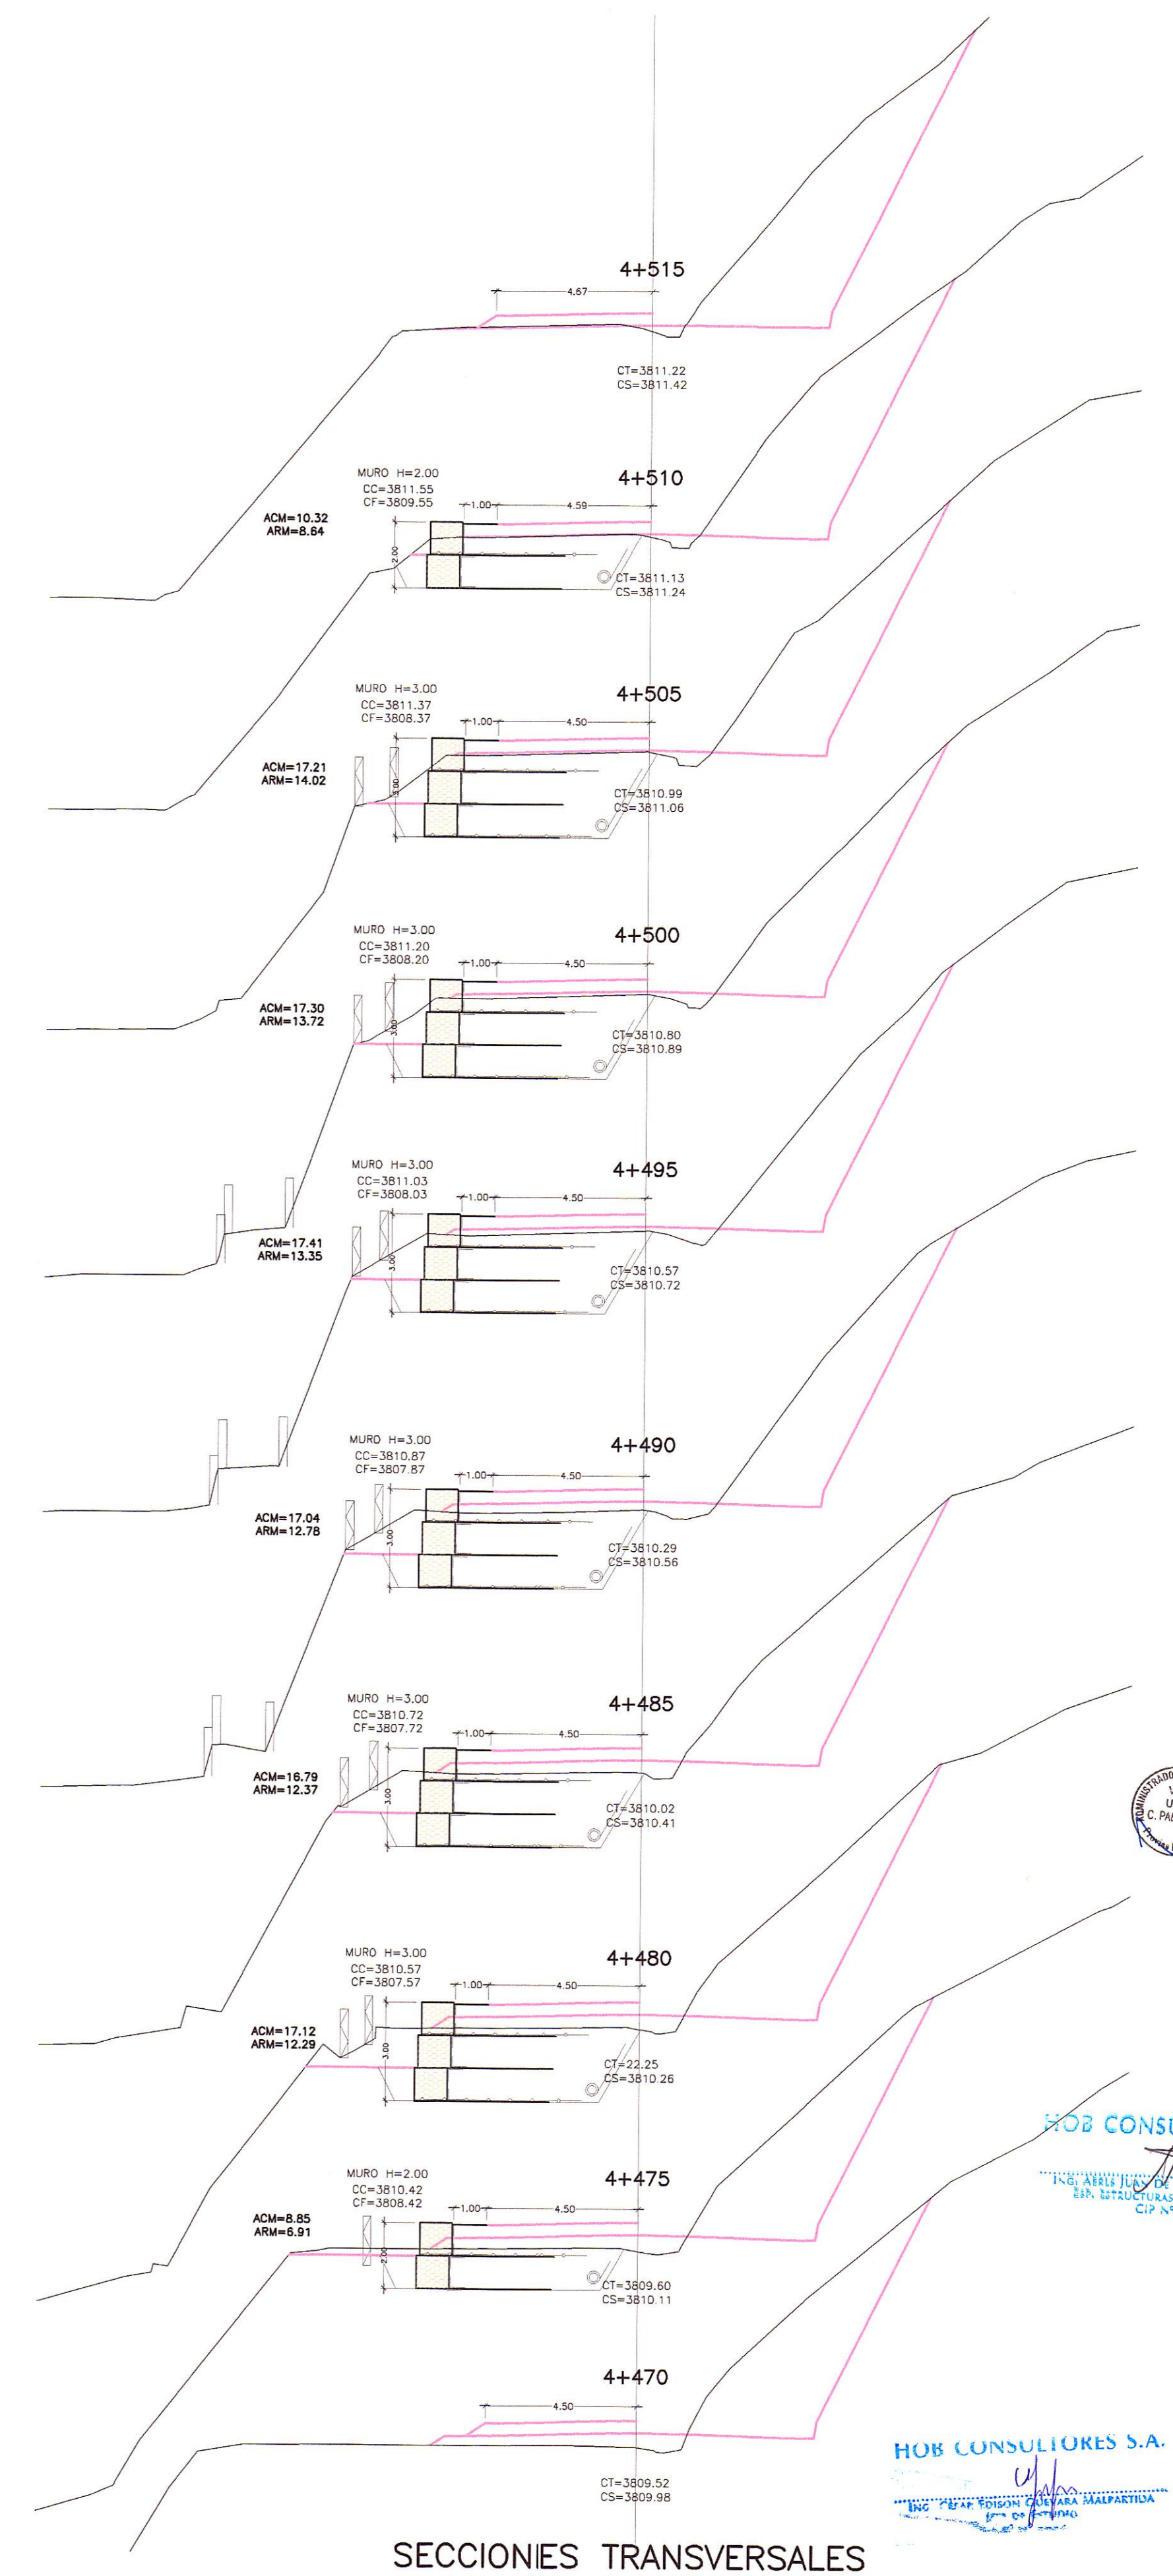 4+515
4.67
CT=3811.22
CS=3811.42
MURO H=2.00
CC=3811.55
CF=3809.55
4+510
1.00
4.59
ACM=10.32
ARM=8.64
2.00
CT=3811.13
CS=3811.24
MURO H=3.00
CC=3811.37
CF=3808.37
4+505
1.00
4.50
ACM=17.21
ARM=14.02
3.00
CT=3810.99
CS=3811.06
MURO H=3.00
CC=3811.20
CF=3808.20
4+500
1.00
4.50
ACM=17.30
ARM=13.72
3.00
CT=3810.80
CS=3810.89
MURO H=3.00
CC=3811.03
CF=3808.03
4+495
1.00
4.50
ACM=17.41
ARM=13.35
3.00
CT=3810.57
CS=3810.72
MURO H=3.00
CC=3810.87
CF=3807.87
4+490
1.00
4.50
ACM=17.04
ARM=12.78
3.00
CT=3810.29
CS=3810.56
MURO H=3.00
CC=3810.72
CF=3807.72
4+485
1.00
4.50
ACM=16.79
ARM=12.37
3.00
CT=3810.02
CS=3810.41
MURO H=3.00
CC=3810.57
CF=3807.57
4+480
1.00
4.50
ACM=17.12
ARM=12.29
3.00
CT=22.25
CS=3810.26
MURO H=2.00
CC=3810.42
CF=3808.42
4+475
1.00
4.50
ACM=8.85
ARM=6.91
2.00
CT=3809.60
CS=3810.11
4+470
4.50
CT=3809.52
CS=3809.98
HOB CONSU
ING. JUAN DE
ESP. ESTRUCTURAS
CIP Nº
HOB CONSULTORES S.A.
ING. EDISON GUEVARA MALPARTIDA
SECCIONES TRANSVERSALES